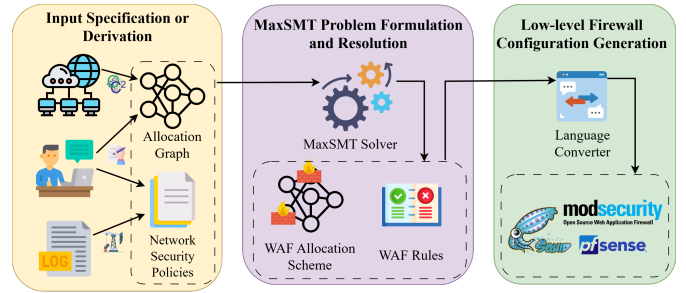 Input Specification or
Derivation
Allocation
Graph
LOG
Network
Security
Policies
MaxSMT Problem Formulation
and Resolution
MaxSMT Solver
WAF Allocation
Scheme
WAF Rules
Low-level Firewall
Configuration Generation
Language
Converter
modsecurity
Open Source Web Application Firewall
Squid
pfsense